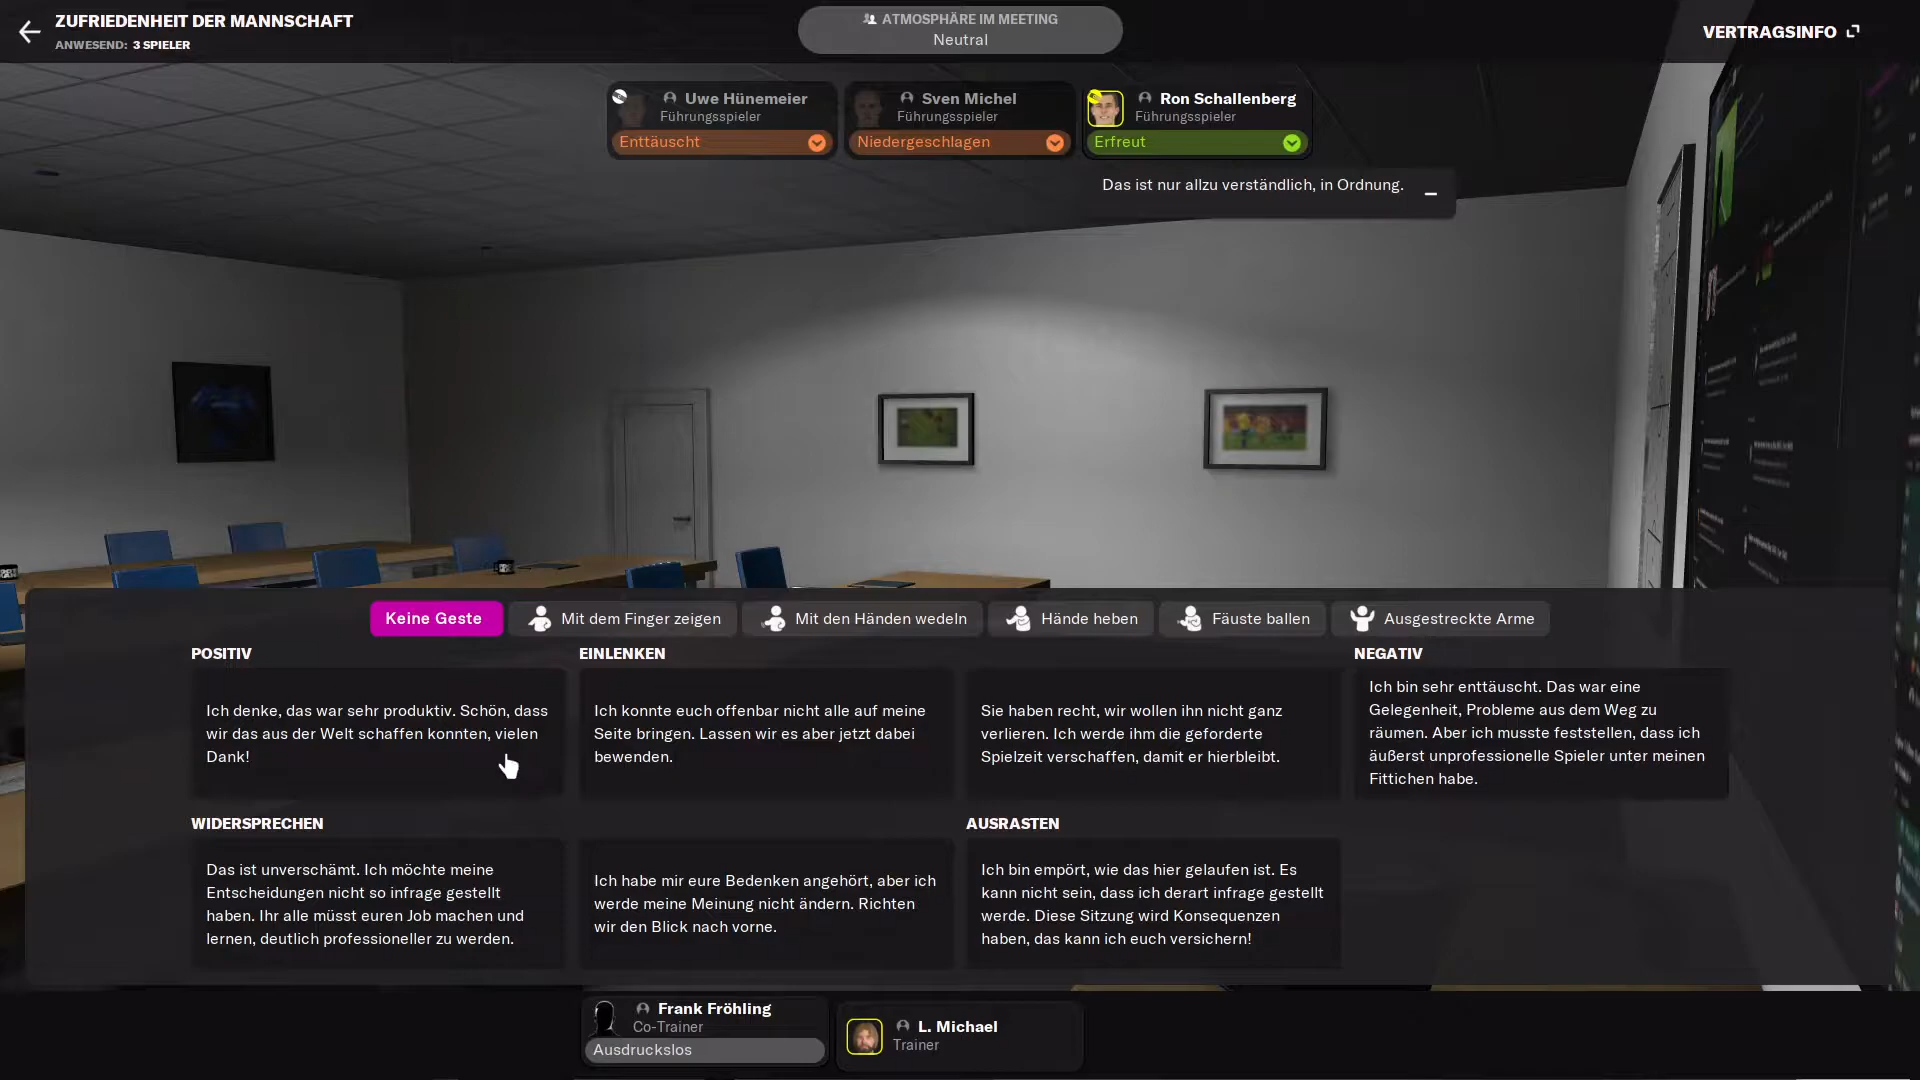 ZUFRIEDENHEIT DER MANNSCHAFT
ANWESEND: 3 SPIELER
ATMOSPHÄRE IM MEETING
Neutral
VERTRAGSINFO
Uwe Hünemeier
Führungsspieler
Enttäuscht
Sven Michel
Führungsspieler
Niedergeschlagen
Ron Schallenberg
Führungsspieler
Erfreut
Das ist nur allzu verständlich, in Ordnung.
Keine Geste
Mit dem Finger zeigen
Mit den Händen wedeln
Hände heben
Fäuste ballen
Ausgestreckte Arme
POSITIV
Ich denke, das war sehr produktiv. Schön, dass
wir das aus der Welt schaffen konnten, vielen
Dank!
EINLENKEN
Ich konnte euch offenbar nicht alle auf meine
Seite bringen. Lassen wir es aber jetzt dabei
bewenden.
Sie haben recht, wir wollen ihn nicht ganz
verlieren. Ich werde ihm die geforderte
Spielzeit verschaffen, damit er hierbleibt.
NEGATIV
Ich bin sehr enttäuscht. Das war eine
Gelegenheit, Probleme aus dem Weg zu
räumen. Aber ich musste feststellen, dass ich
äußerst unprofessionelle Spieler unter meinen
Fittichen habe.
WIDERSPRECHEN
Das ist unverschämt. Ich möchte meine
Entscheidungen nicht so infrage gestellt
haben. Ihr alle müsst euren Job machen und
lernen, deutlich professioneller zu werden.
Ich habe mir eure Bedenken angehört, aber ich
werde meine Meinung nicht ändern. Richten
wir den Blick nach vorne.
AUSRASTEN
Ich bin empört, wie das hier gelaufen ist. Es
kann nicht sein, dass ich derart infrage gestellt
werde. Diese Sitzung wird Konsequenzen
haben, das kann ich euch versichern!
Frank Fröhling
Co-Trainer
Ausdruckslos
L. Michael
Trainer